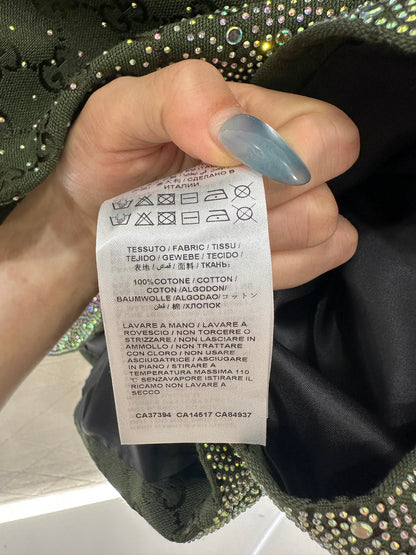 СДЕЛАНО В
ИТАЛИИ
TESSUTO / FABRIC / TISSU /
TEJIDO / GEWEBE / TECIDO /
表地 / قماش / 面料 / ТКАНЬ /
100%COTONE / COTTON /
COTON /ALGODON/
BAUMWOLLE /ALGODAO/コットン
/ قطن /棉 /ХЛОПОК
LAVARE A MANO / LAVARE A
ROVESCIO / NON TORCERE O
STRIZZARE / NON LASCIARE IN
AMMOLLO / NON TRATTARE
CON CLORO / NON USARE
ASCIUGATRICE / ASCIUGARE
IN PIANO / STIRARE A
TEMPERATURA MASSIMA 110
℃ SENZAVAPORE ISTIRARE IL
RICAMO NON LAVARE A
SECCO
CA37394 CA14517 CA84937